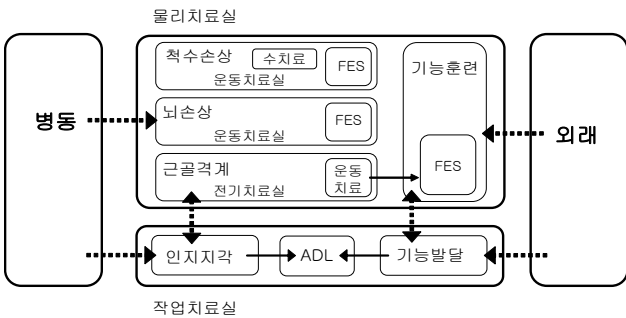 물리치료실
척수손상
수치료
FES
운동치료실
기능훈련
뇌손상
FES
운동치료실
병동
외래
근골격계
운동
치료
FES
전기치료실
인지지각
ADL
기능발달
작업치료실